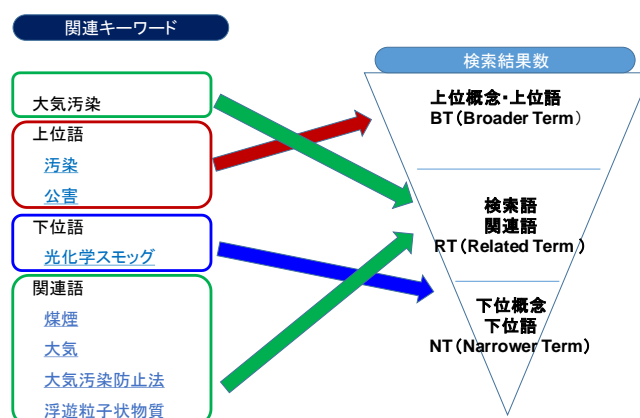 関連キーワード
大気汚染
上位語
汚染
公害
下位語
光化学スモッグ
関連語
煤煙
大気
大気汚染防止法
浮遊粒子状物質
検索結果数
上位概念・上位語
BT(Broader Term)
検索語
関連語
RT(Related Term)
下位概念
下位語
NT(Narrower Term)